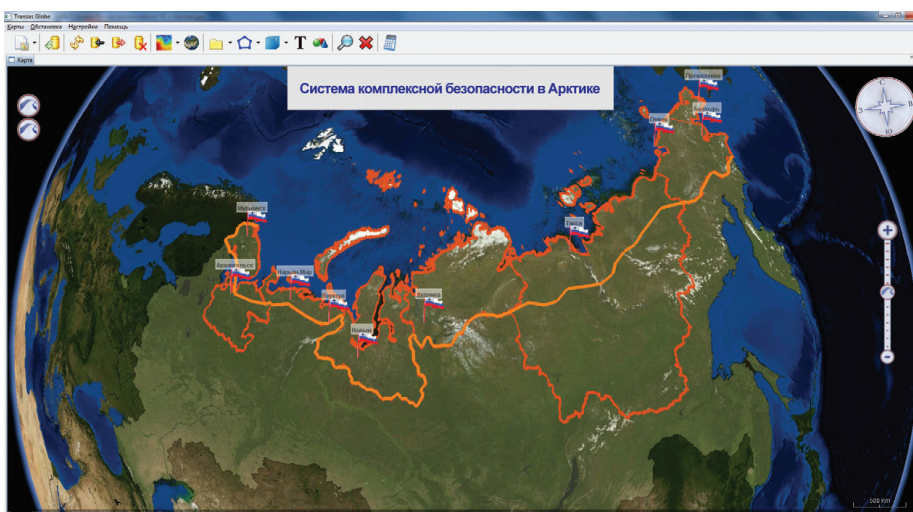 Transas Globe
Карты Обстановка Настройки Помощь
T
Карта
Система комплексной безопасности в Арктике
Провидения
Анадырь
Певек
С
З
В
Ю
Тикси
Мурманск
Архангельск
Нарьян-Мар
Воркута
Дудинка
Надым
500 Km